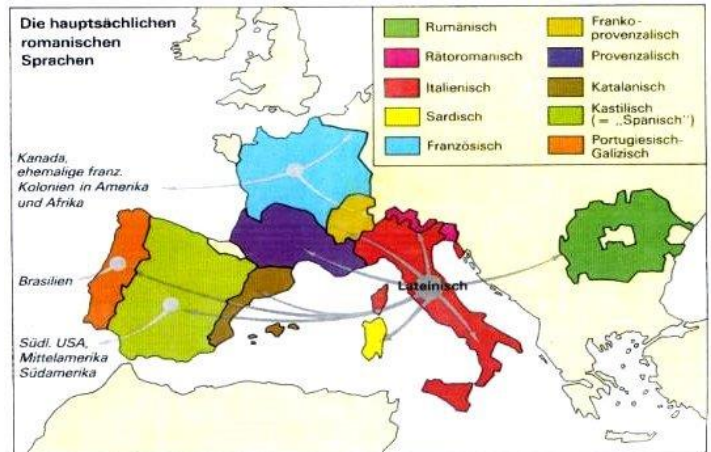 Die hauptsächlichen
romanischen
Sprachen
Rumänisch
Rätoromanisch
Italienisch
Sardisch
Französisch
Franko-
provenzalisch
Provenzalisch
Katalanisch
Kastilisch
(= „Spanisch")
Portugiesisch-
Galizisch
Kanada,
ehemalige franz.
Kolonien in Amerika
und Afrika
Brasilien
Lateinisch
Südl. USA,
Mittelamerika
Südamerika